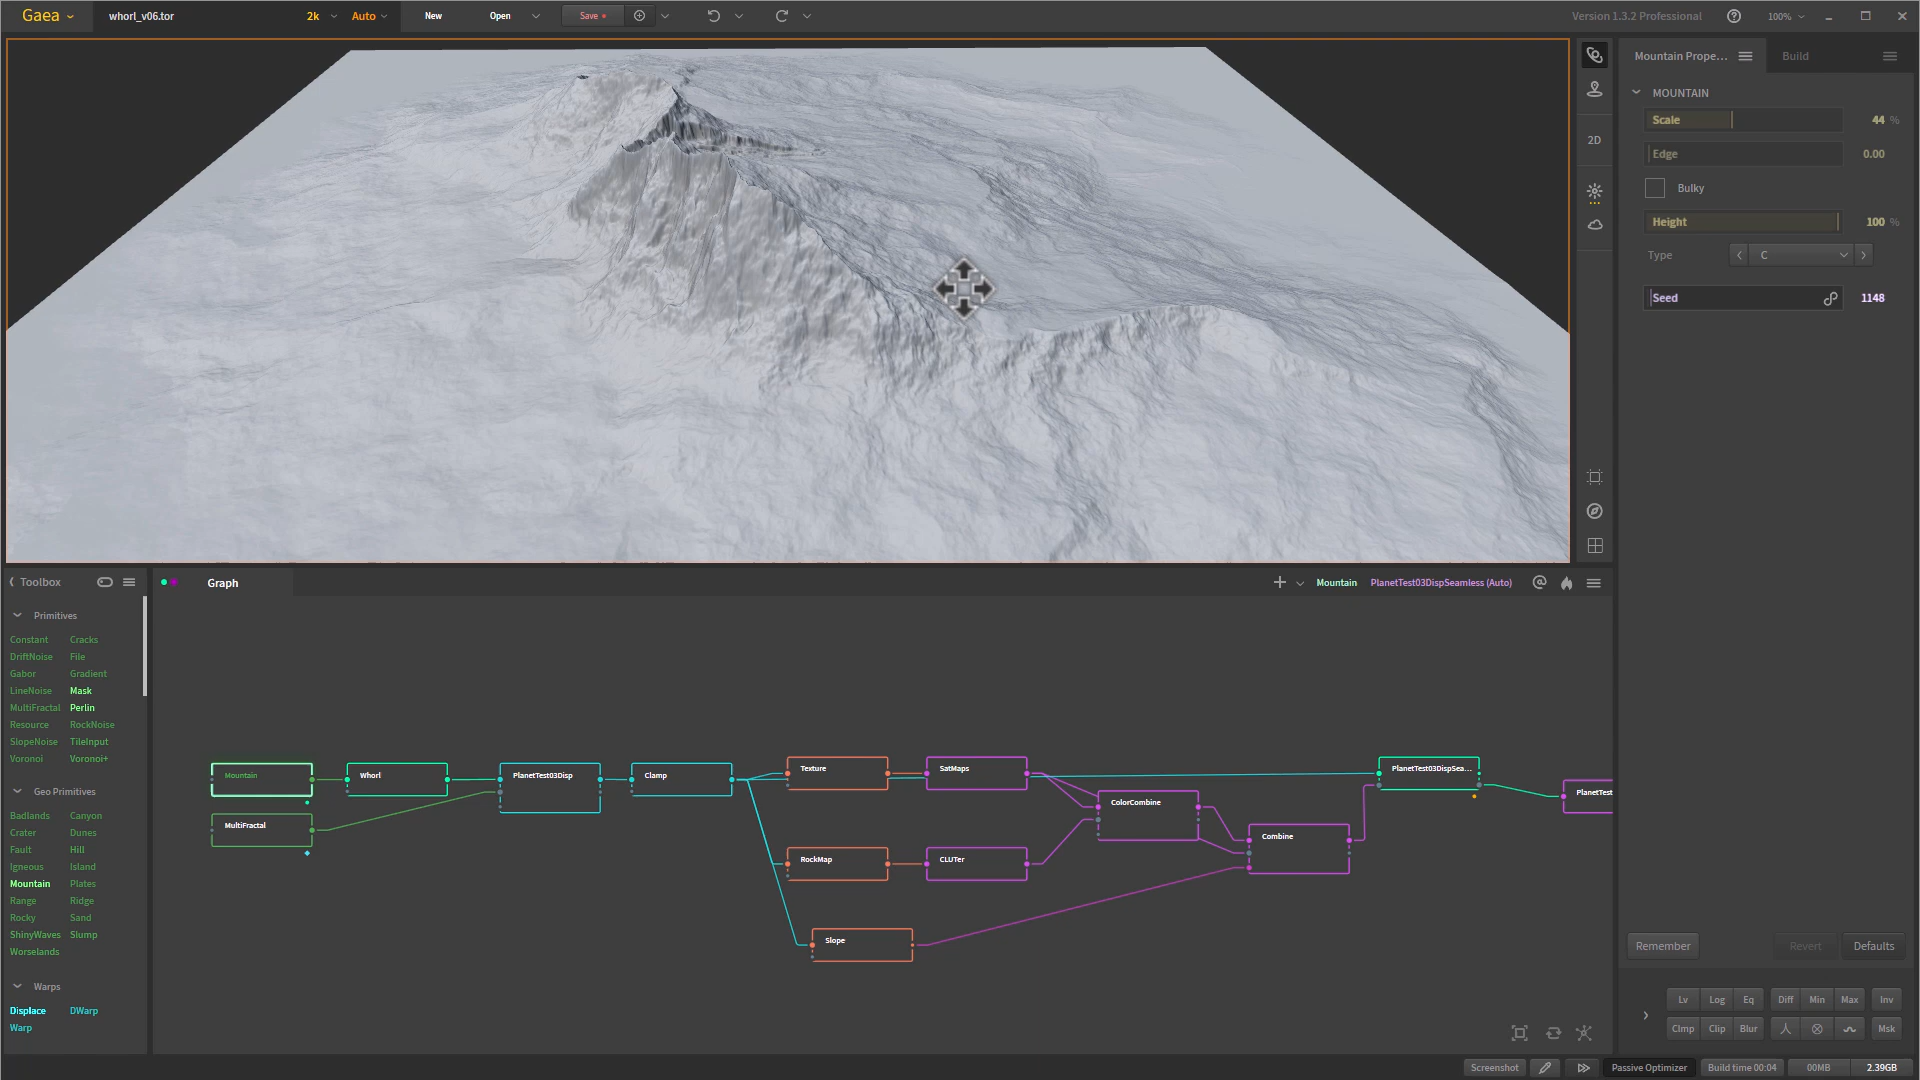 Gaea
whorl_v06.tor
2k
Auto
New
Open
Save
Version 1.3.2 Professional
100%
2D
Mountain Prope...
Build
MOUNTAIN
Scale 44 %
Edge 0.00
Bulky
Height 100 %
Type C
Seed 1148
Toolbox
Graph
Mountain
PlanetTest03DispSeamless (Auto)
Primitives
Constant Cracks
DriftNoise File
Gabor Gradient
LineNoise Mask
MultiFractal Perlin
Resource RockNoise
SlopeNoise TileInput
Voronoi Voronoi+
Geo Primitives
Badlands Canyon
Crater Dunes
Fault Hill
Igneous Island
Mountain Plates
Range Ridge
Rocky Sand
ShinyWaves Slump
Worselands
Warps
Displace DWarp
Warp
Mountain
Whorl
PlanetTest03Disp
Clamp
Texture
SatMaps
PlanetTest03DispSea...
PlanetTest
MultiFractal
ColorCombine
Combine
RockMap
CLUTer
Slope
Remember
Revert
Defaults
Lv Log Eq Diff Min Max Inv
Clmp Clip Blur Msk
Screenshot
Passive Optimizer
Build time 00:04
00MB
2.39GB